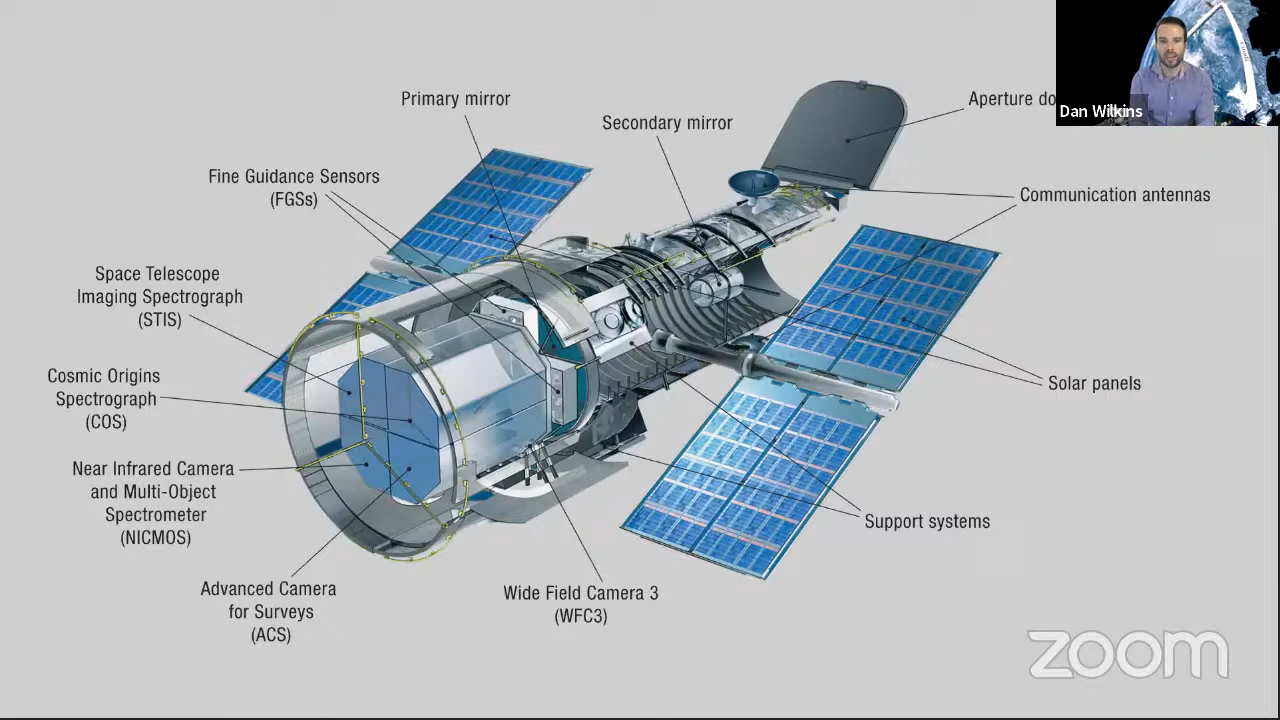 Primary mirror
Secondary mirror
Aperture
Dan Wilkins
Fine Guidance Sensors
(FGSs)
Communication antennas
Space Telescope
Imaging Spectrograph
(STIS)
Cosmic Origins
Spectrograph
(COS)
Solar panels
Near Infrared Camera
and Multi-Object
Spectrometer
(NICMOS)
Support systems
Advanced Camera
for Surveys
(ACS)
Wide Field Camera 3
(WFC3)
zoom